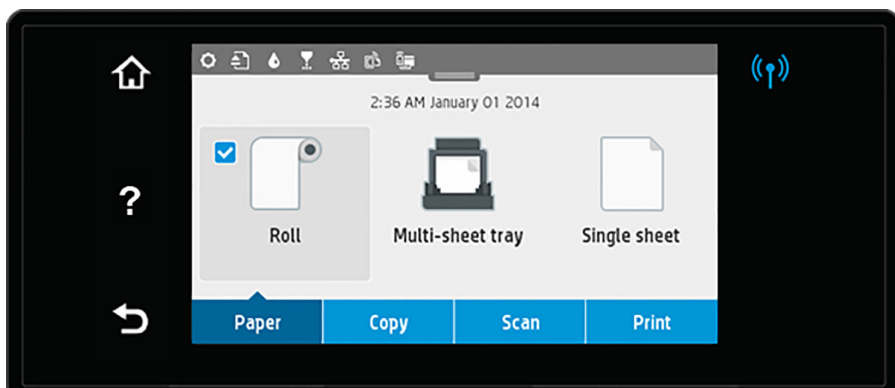 2:36 AM January 01 2014
Roll Multi-sheet tray Single sheet
?
Paper Copy Scan Print